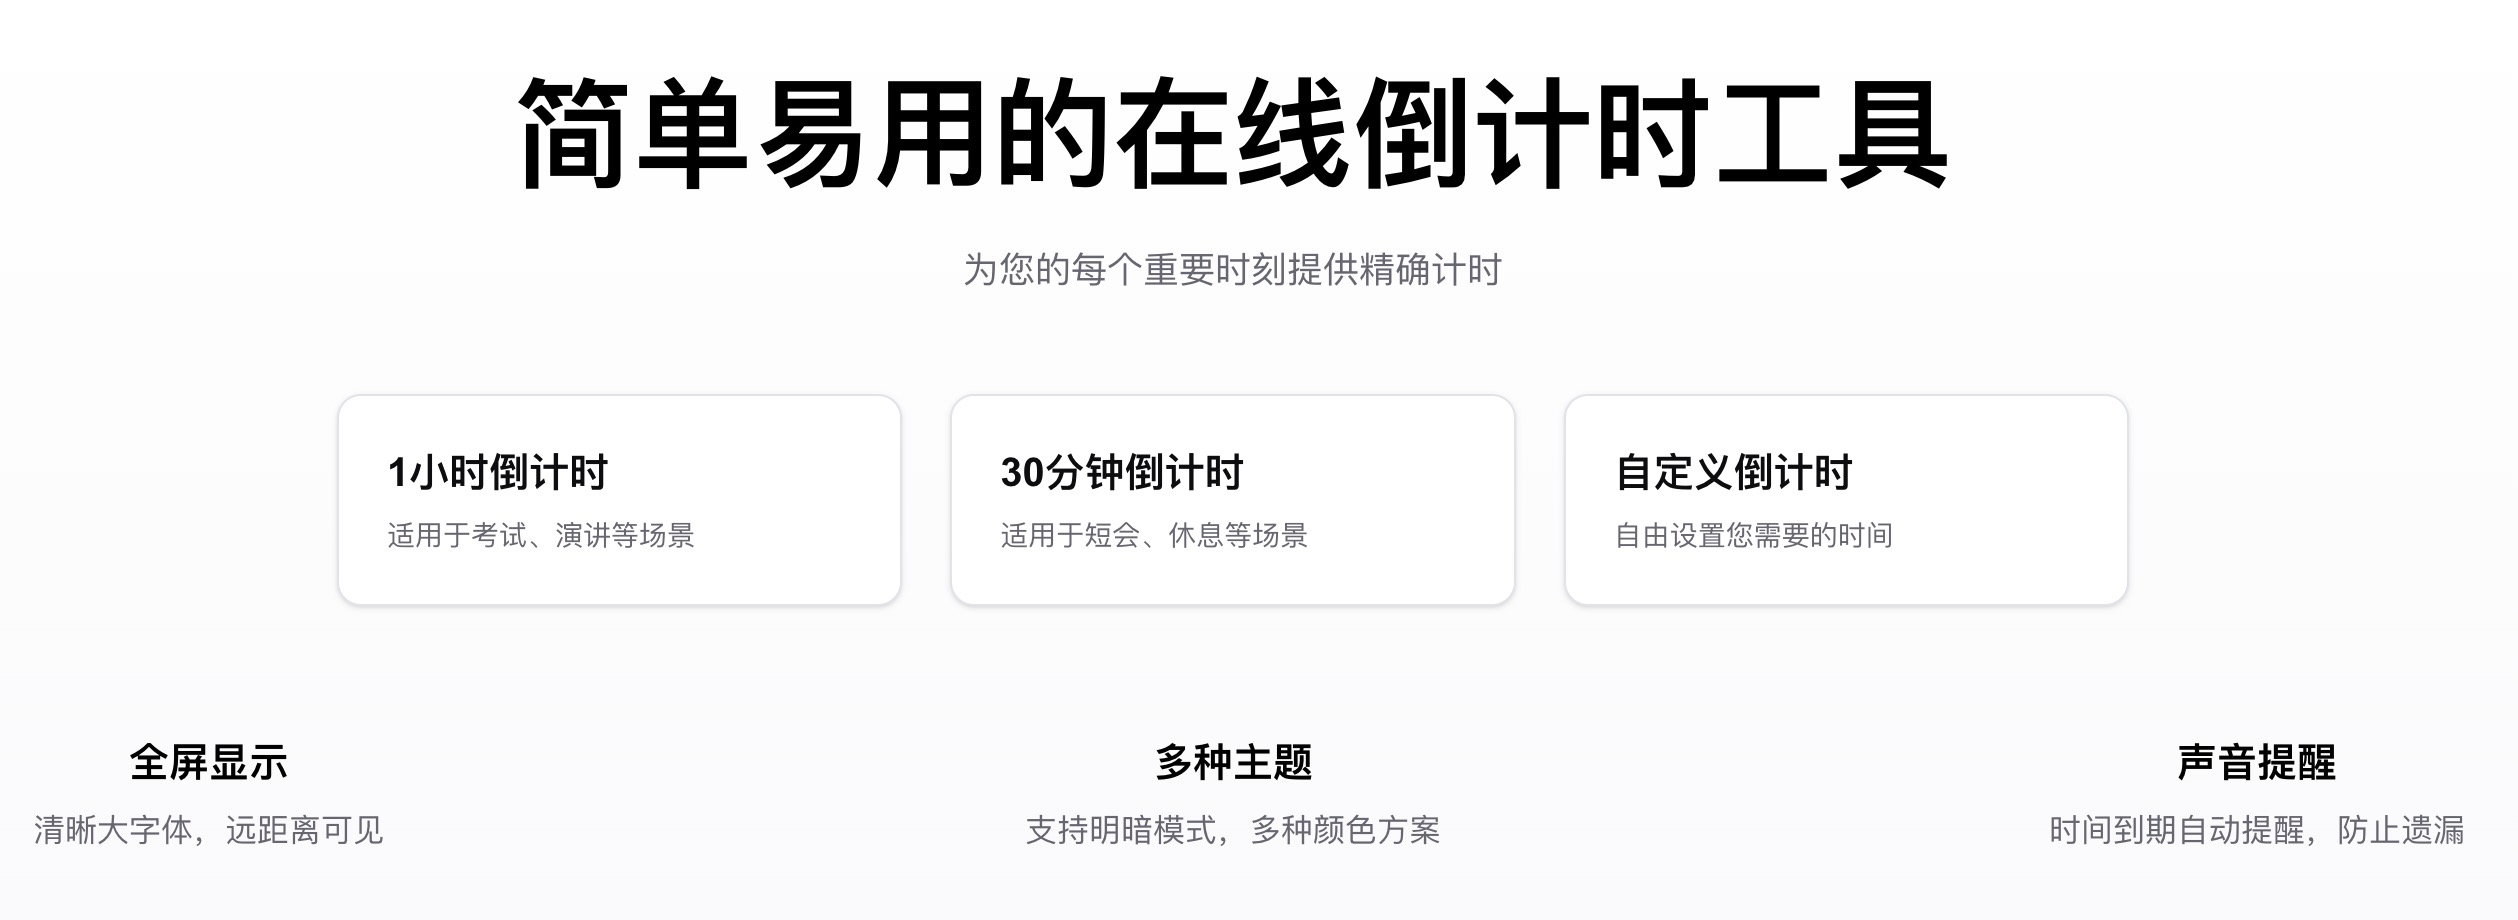 简单易用的在线倒计时工具
为您的每个重要时刻提供精确计时
1小时倒计时
适用于考试、演讲等场景
30分钟倒计时
适用于短会、休息等场景
自定义倒计时
自由设置您需要的时间
全屏显示
清晰大字体，远距离可见
多种主题
支持明暗模式，多种颜色方案
声音提醒
时间到期自动提醒，防止遗漏